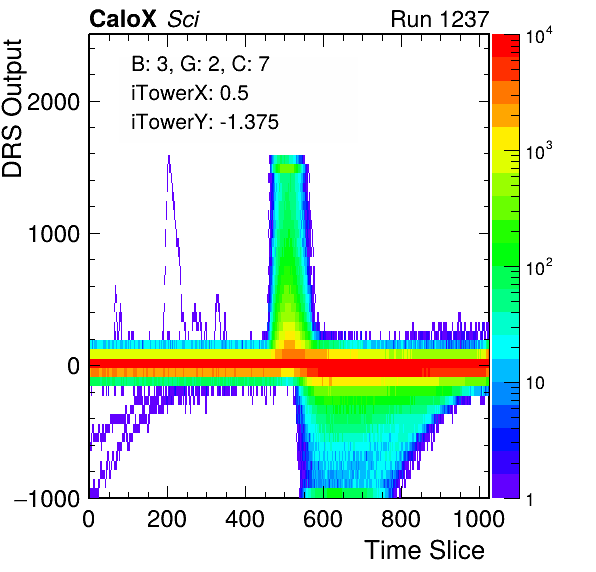 CaloX Sci Run 1237
B: 3, G: 2, C: 7
iTowerX: 0.5
iTowerY: -1.375
DRS Output
2000
1000
0
−1000
0 200 400 600 800 1000
Time Slice
10^4
10^3
10^2
10
1